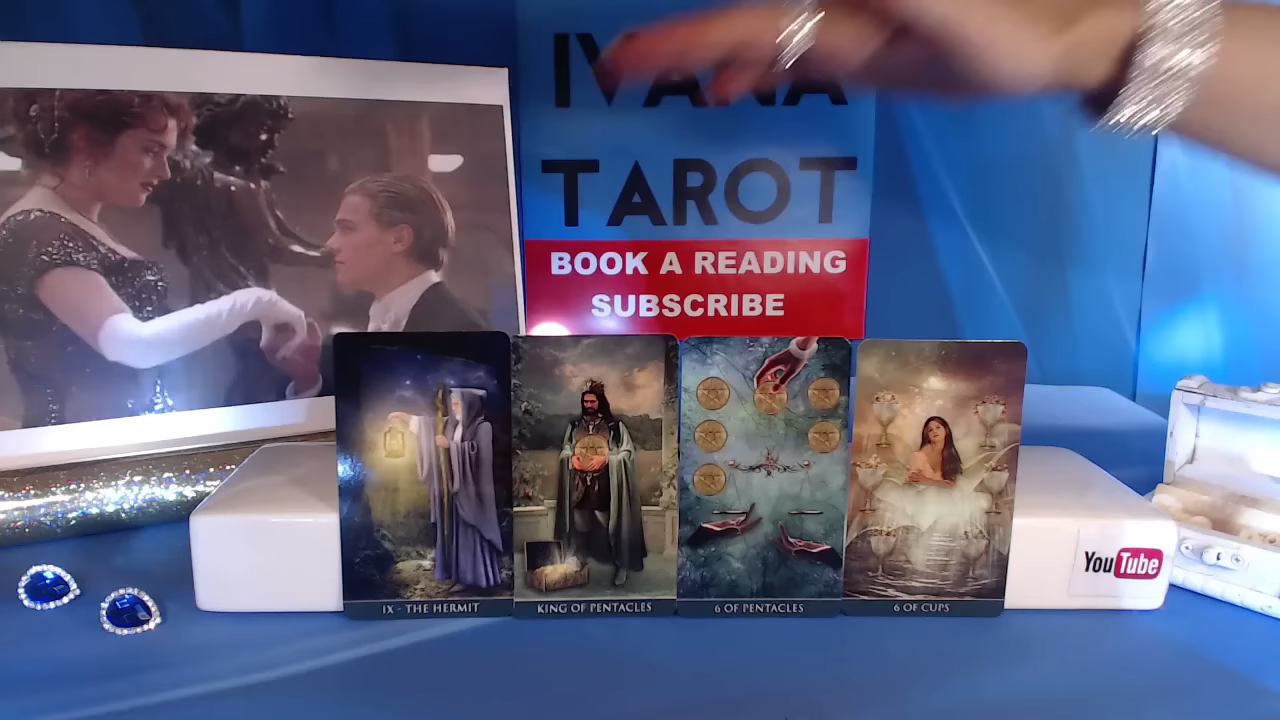 IVANA
TAROT
BOOK A READING
SUBSCRIBE
IX - THE HERMIT
KING OF PENTACLES
6 OF PENTACLES
6 OF CUPS
YouTube